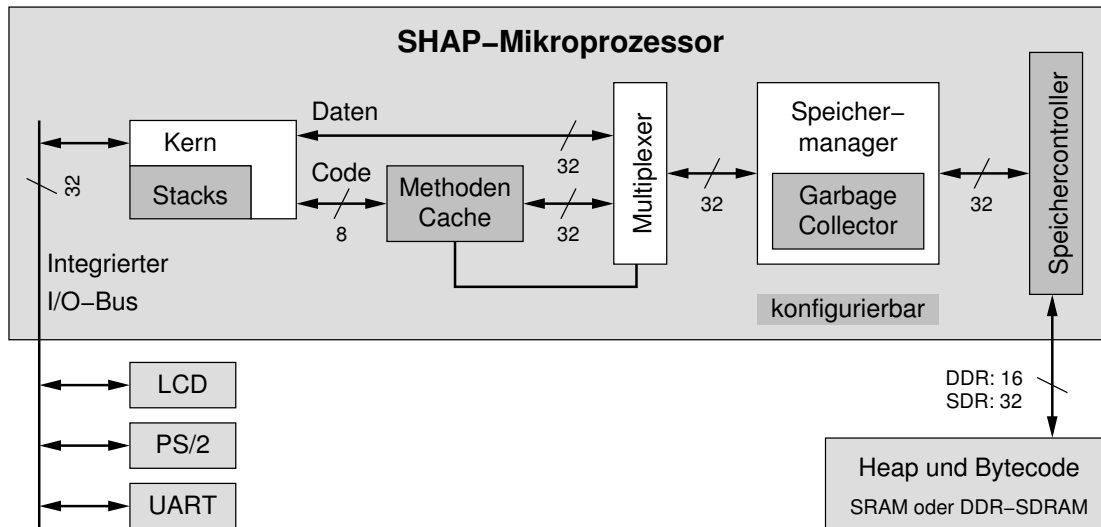 SHAP–Mikroprozessor
Daten
Kern
Stacks
Code
32
8
Methoden
Cache
32
32
Multiplexer
32
Speicher–
manager
Garbage
Collector
32
Speichercontroller
Integrierter
I/O–Bus
konfigurierbar
LCD
PS/2
UART
DDR: 16
SDR: 32
Heap und Bytecode
SRAM oder DDR–SDRAM